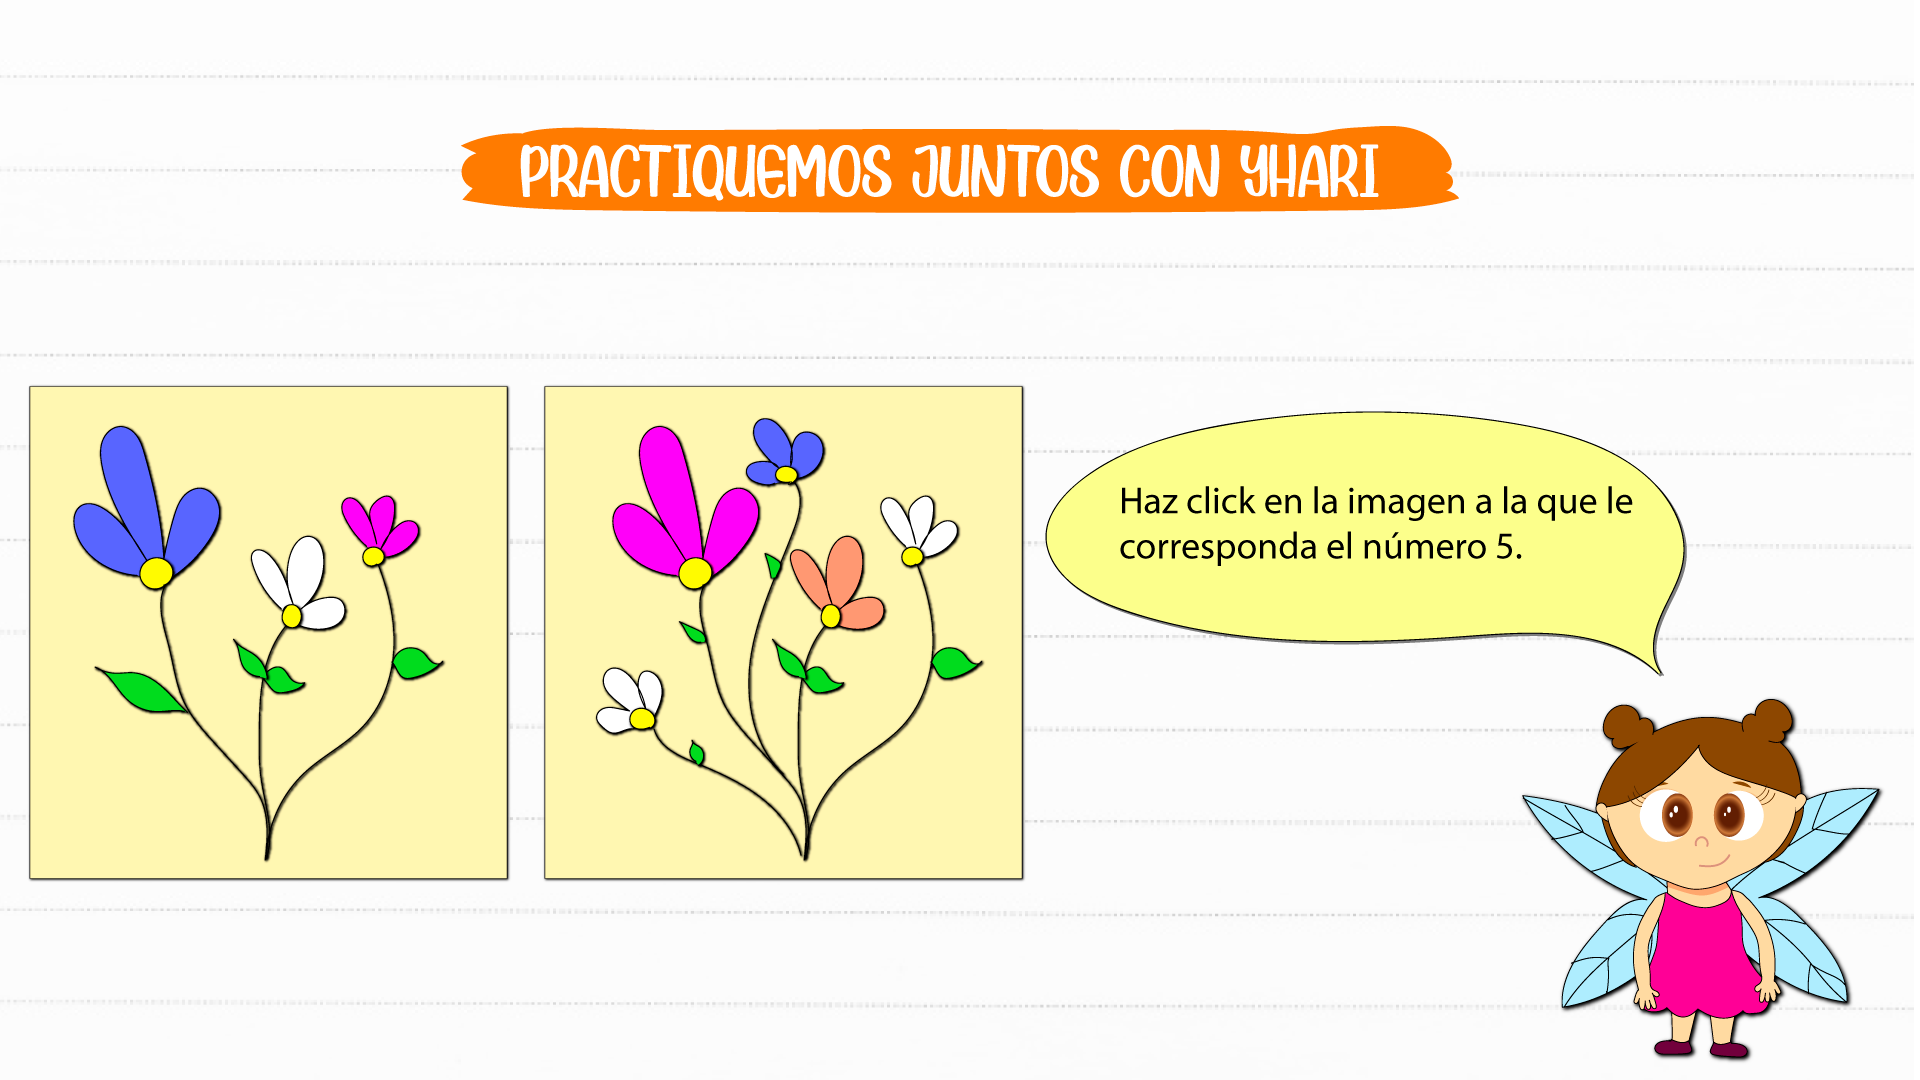 PRACTIQUEMOS JUNTOS CON YHARI
Haz click en la imagen a la que le
corresponda el número 5.